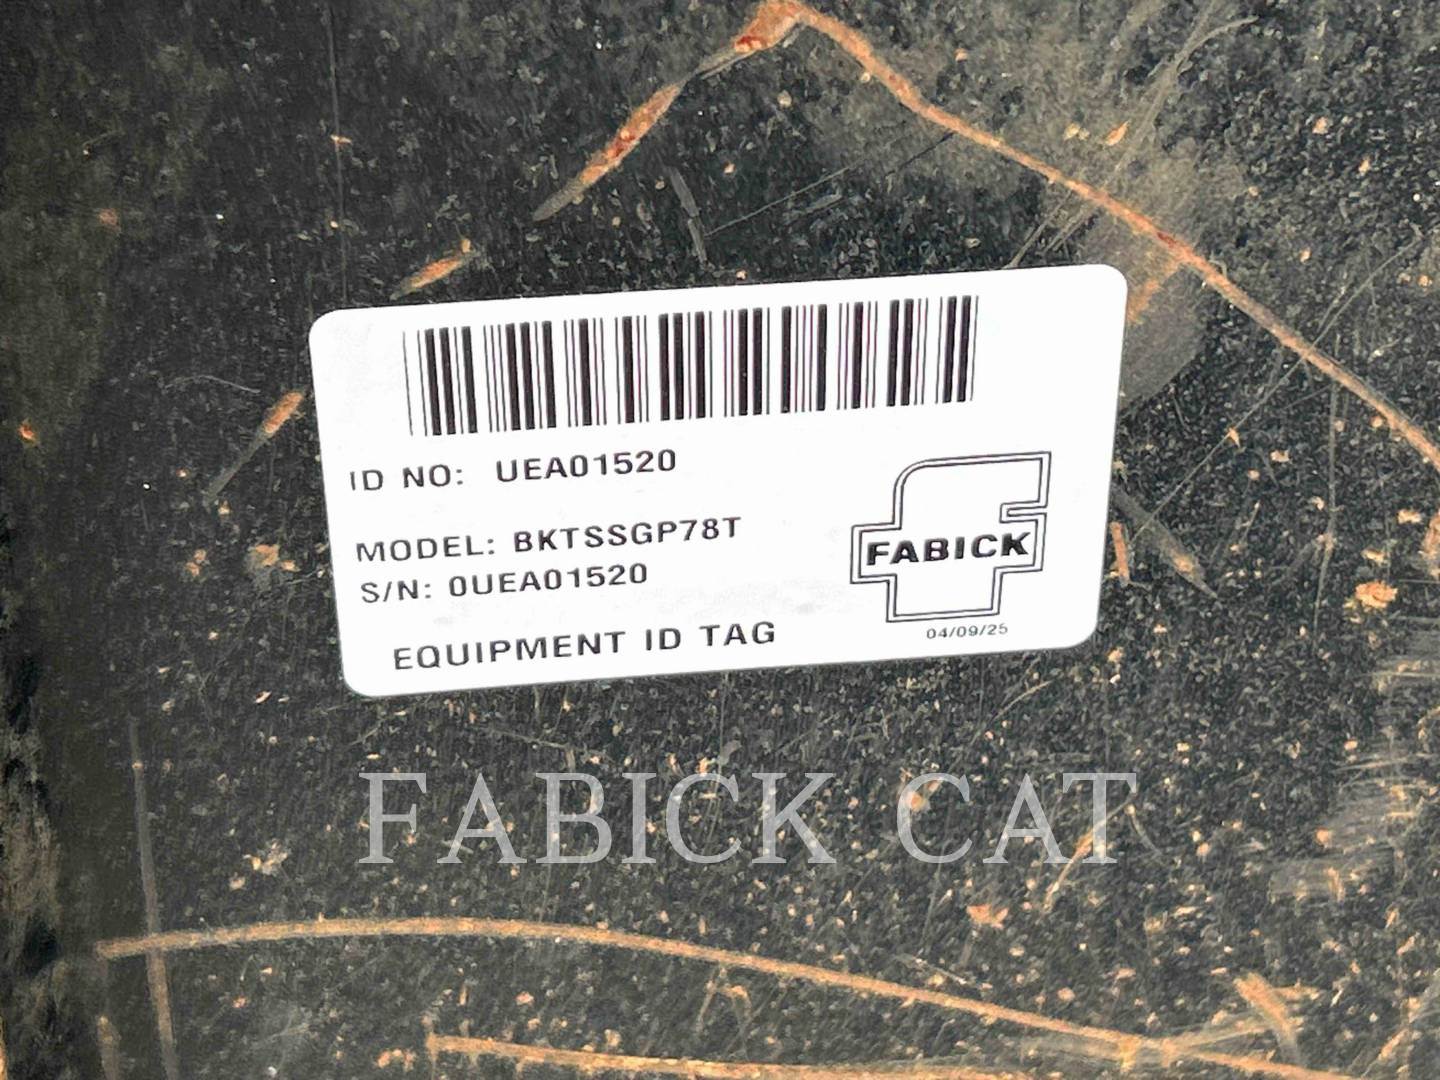 ID NO: UEA01520
MODEL: BKTSSGP78T
S/N: 0UEA01520
EQUIPMENT ID TAG
FABICK
04/09/25
FABICK CAT